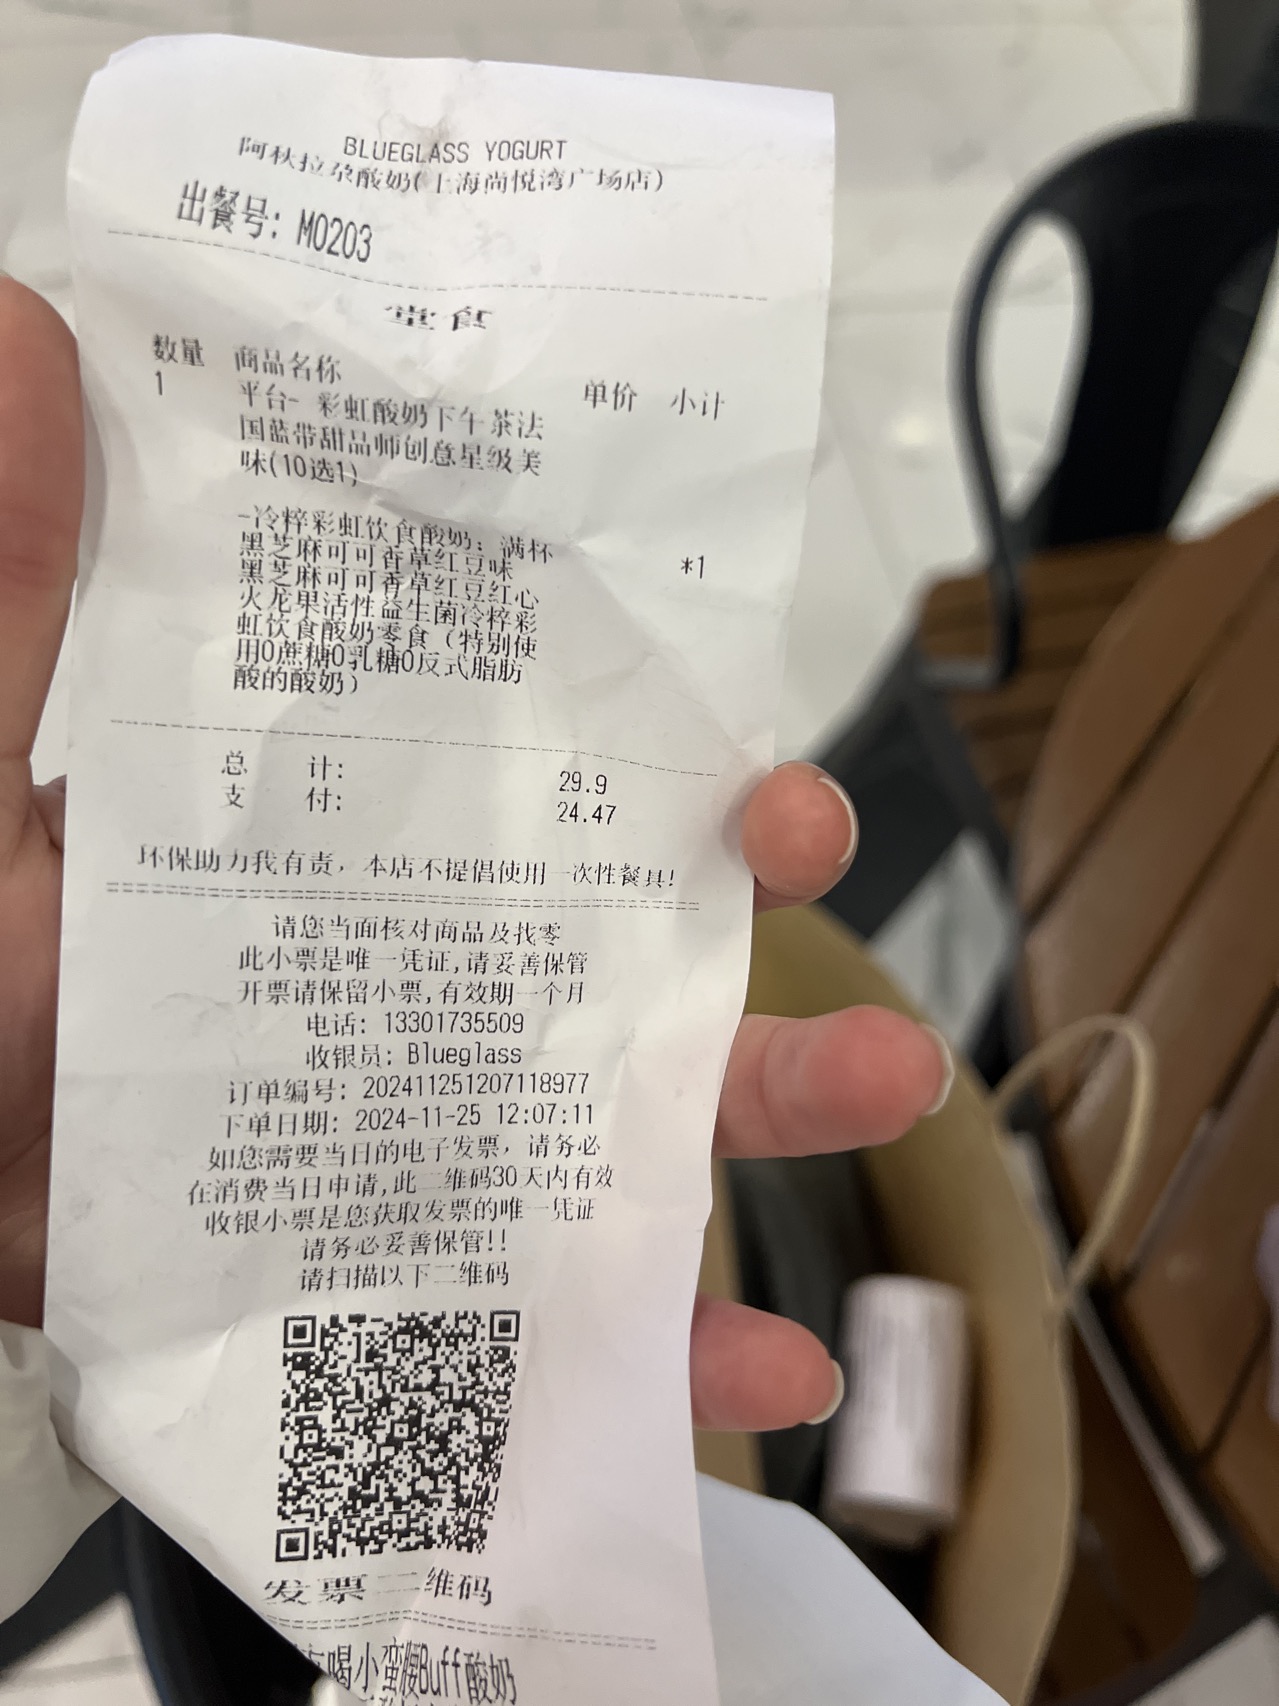 BLUEGLASS YOGURT
阿秋拉尕酸奶(上海尚悦湾广场店)
出餐号: M0203
堂食
数量 商品名称 单价 小计
1 平台- 彩虹酸奶下午茶法
国蓝带甜品师创意星级美
味(10选1)
-冷粹彩虹饮食酸奶: 满杯
黑芝麻可可香草红豆味 *1
黑芝麻可可香草红豆红心
火龙果活性益生菌冷粹彩
虹饮食酸奶零食 (特别使
用0蔗糖0乳糖0反式脂肪
酸的酸奶)
总 计: 29.9
支 付: 24.47
环保助力我有责, 本店不提倡使用一次性餐具!
请您当面核对商品及找零
此小票是唯一凭证,请妥善保管
开票请保留小票,有效期一个月
电话: 13301735509
收银员: Blueglass
订单编号: 202411251207118977
下单日期: 2024-11-25 12:07:11
如您需要当日的电子发票, 请务必
在消费当日申请,此二维码30天内有效
收银小票是您获取发票的唯一凭证
请务必妥善保管!!
请扫描以下二维码
发票二维码
喝小蛮腰Buff酸奶